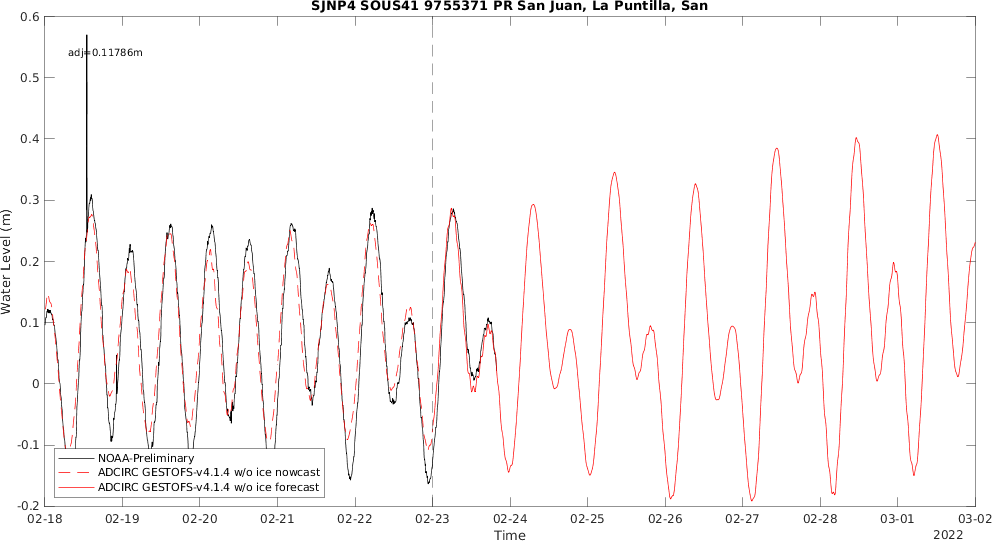 SJNP4 SOUS41 9755371 PR San Juan, La Puntilla, San
adj=0.11786m
Water Level (m)
0.6
0.5
0.4
0.3
0.2
0.1
0
-0.1
-0.2
NOAA-Preliminary
ADCIRC GESTOFS-v4.1.4 w/o ice nowcast
ADCIRC GESTOFS-v4.1.4 w/o ice forecast
02-18 02-19 02-20 02-21 02-22 02-23 02-24 02-25 02-26 02-27 02-28 03-01 03-02
Time
2022